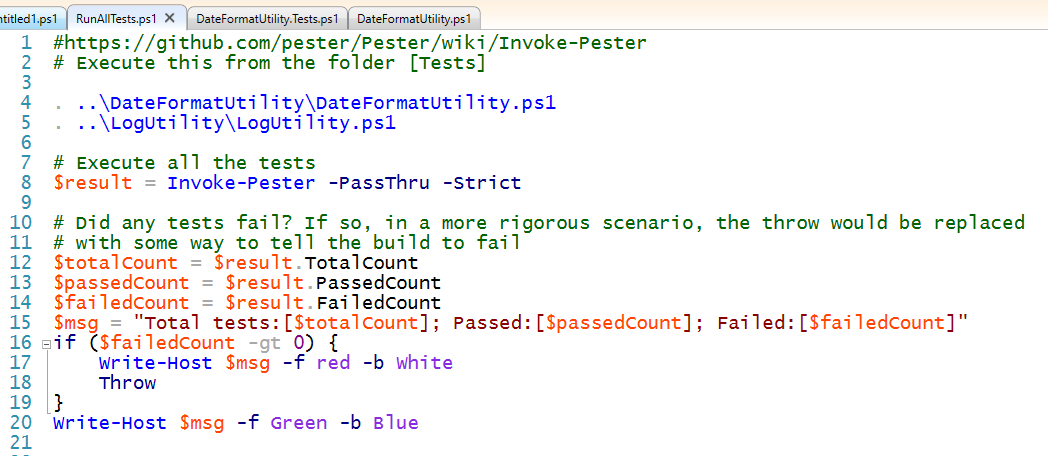 ntitled1.ps1 RunAllTests.ps1 DateFormatUtility.Tests.ps1 DateFormatUtility.ps1
1 #https://github.com/pester/Pester/wiki/Invoke-Pester
2 # Execute this from the folder [Tests]
3
4 . ..\DateFormatUtility\DateFormatUtility.ps1
5 . ..\LogUtility\LogUtility.ps1
6
7 # Execute all the tests
8 $result = Invoke-Pester -PassThru -Strict
9
10 # Did any tests fail? If so, in a more rigorous scenario, the throw would be replaced
11 # with some way to tell the build to fail
12 $totalCount = $result.TotalCount
13 $passedCount = $result.PassedCount
14 $failedCount = $result.FailedCount
15 $msg = "Total tests:[$totalCount]; Passed:[$passedCount]; Failed:[$failedCount]"
16 if ($failedCount -gt 0) {
17 Write-Host $msg -f red -b White
18 Throw
19 }
20 Write-Host $msg -f Green -b Blue
21